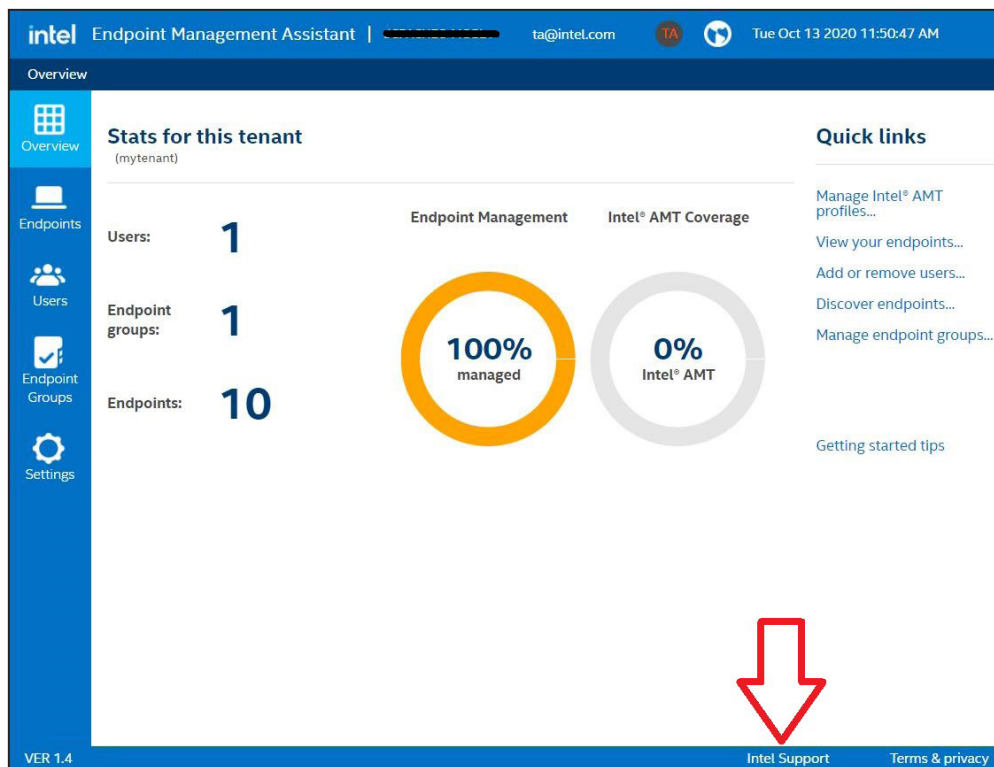 intel Endpoint Management Assistant | ta@intel.com TA Tue Oct 13 2020 11:50:47 AM
Overview
Overview
Endpoints
Users
Endpoint
Groups
Settings
Stats for this tenant
(mytenant)
Users: 1
Endpoint
groups: 1
Endpoints: 10
Endpoint Management
100%
managed
Intel® AMT Coverage
0%
Intel® AMT
Quick links
Manage Intel® AMT
profiles...
View your endpoints...
Add or remove users...
Discover endpoints...
Manage endpoint groups...
Getting started tips
VER 1.4
Intel Support
Terms & privacy